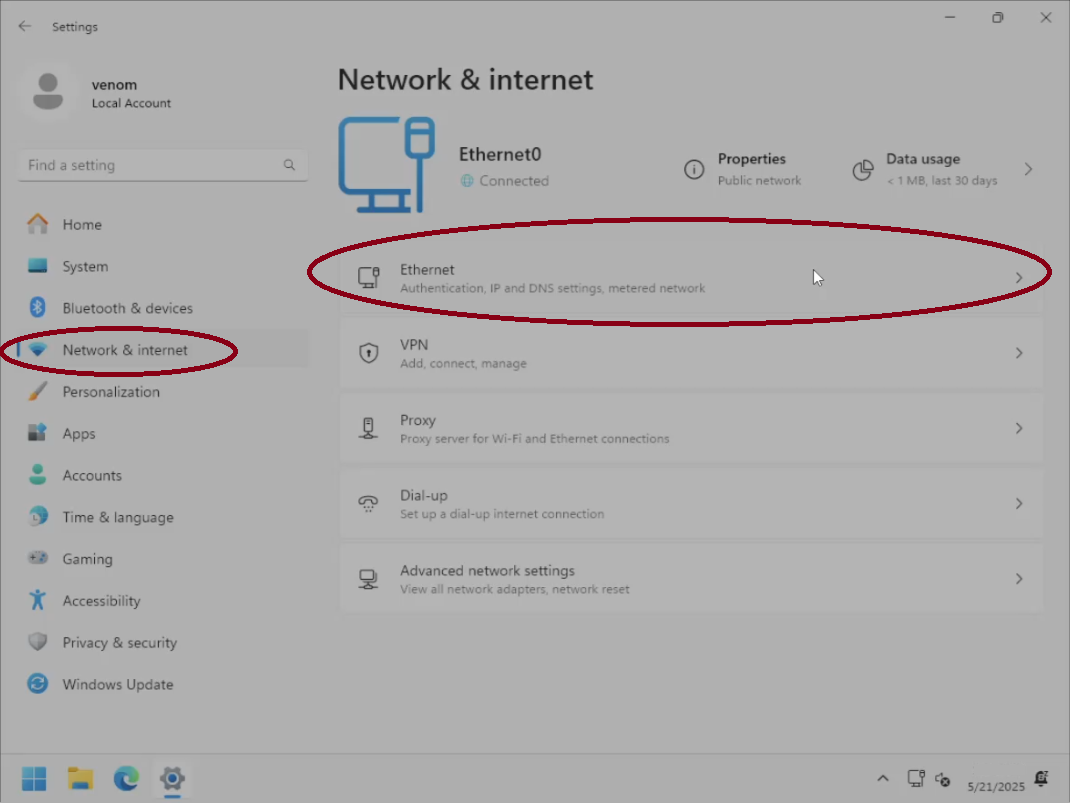 Settings
venom
Local Account
Find a setting
Home
System
Bluetooth & devices
Network & internet
Personalization
Apps
Accounts
Time & language
Gaming
Accessibility
Privacy & security
Windows Update
Network & internet
Ethernet0
Connected
Properties
Public network
Data usage
< 1 MB, last 30 days
Ethernet
Authentication, IP and DNS settings, metered network
VPN
Add, connect, manage
Proxy
Proxy server for Wi-Fi and Ethernet connections
Dial-up
Set up a dial-up internet connection
Advanced network settings
View all network adapters, network reset
5/21/2025